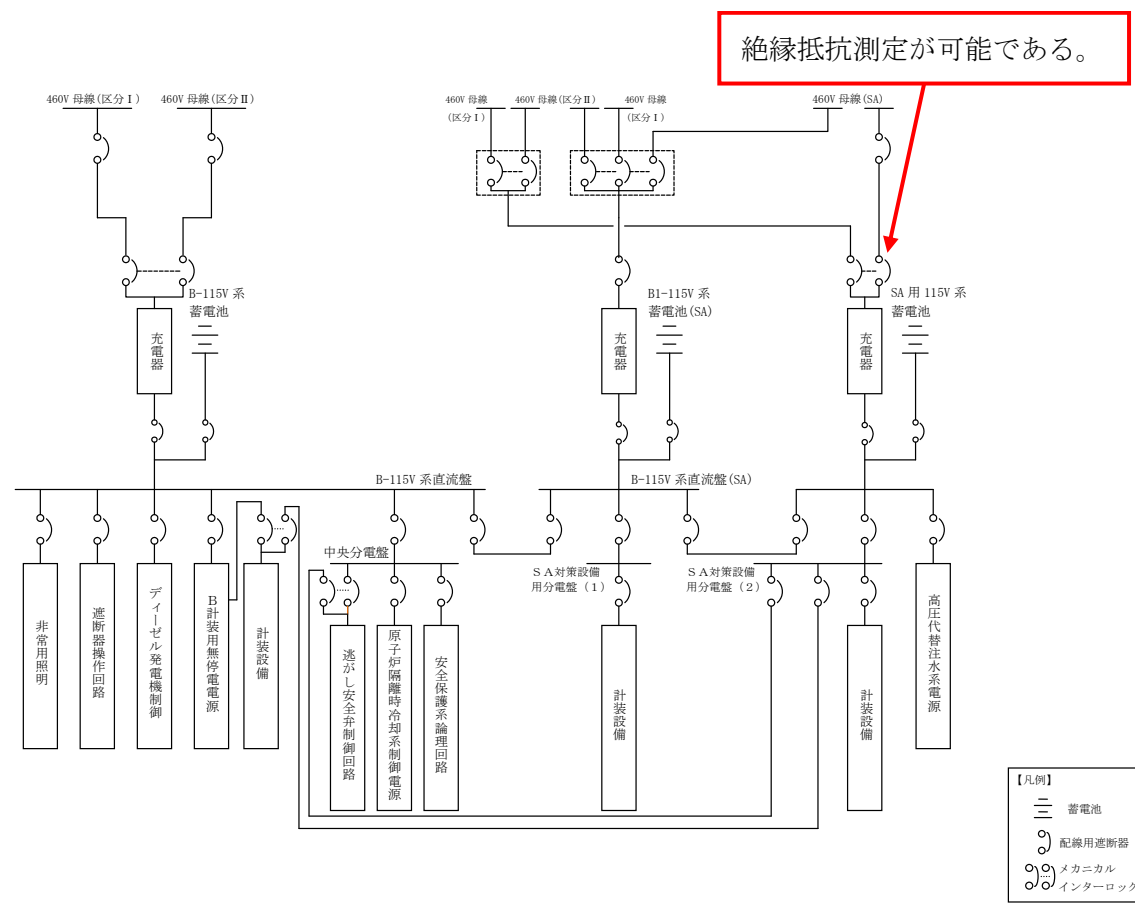 絶縁抵抗測定が可能である。
460V 母線(区分Ⅰ)
460V 母線(区分Ⅱ)
460V 母線
(区分Ⅰ)
460V 母線(区分Ⅱ)
460V 母線
(区分Ⅰ)
460V 母線(SA)
B-115V 系
蓄電池
B1-115V 系
蓄電池(SA)
SA 用 115V 系
蓄電池
充電器
充電器
充電器
B-115V 系直流盤
B-115V 系直流盤(SA)
中央分電盤
SA対策設備
用分電盤(1)
SA対策設備
用分電盤(2)
非常用照明
遮断器操作回路
ディーゼル発電機制御
B計装用無停電電源
計装設備
逃がし安全弁制御回路
原子炉隔離時冷却系制御電源
安全保護系論理回路
計装設備
計装設備
高圧代替注水系電源
【凡例】
蓄電池
配線用遮断器
メカニカル
インターロック